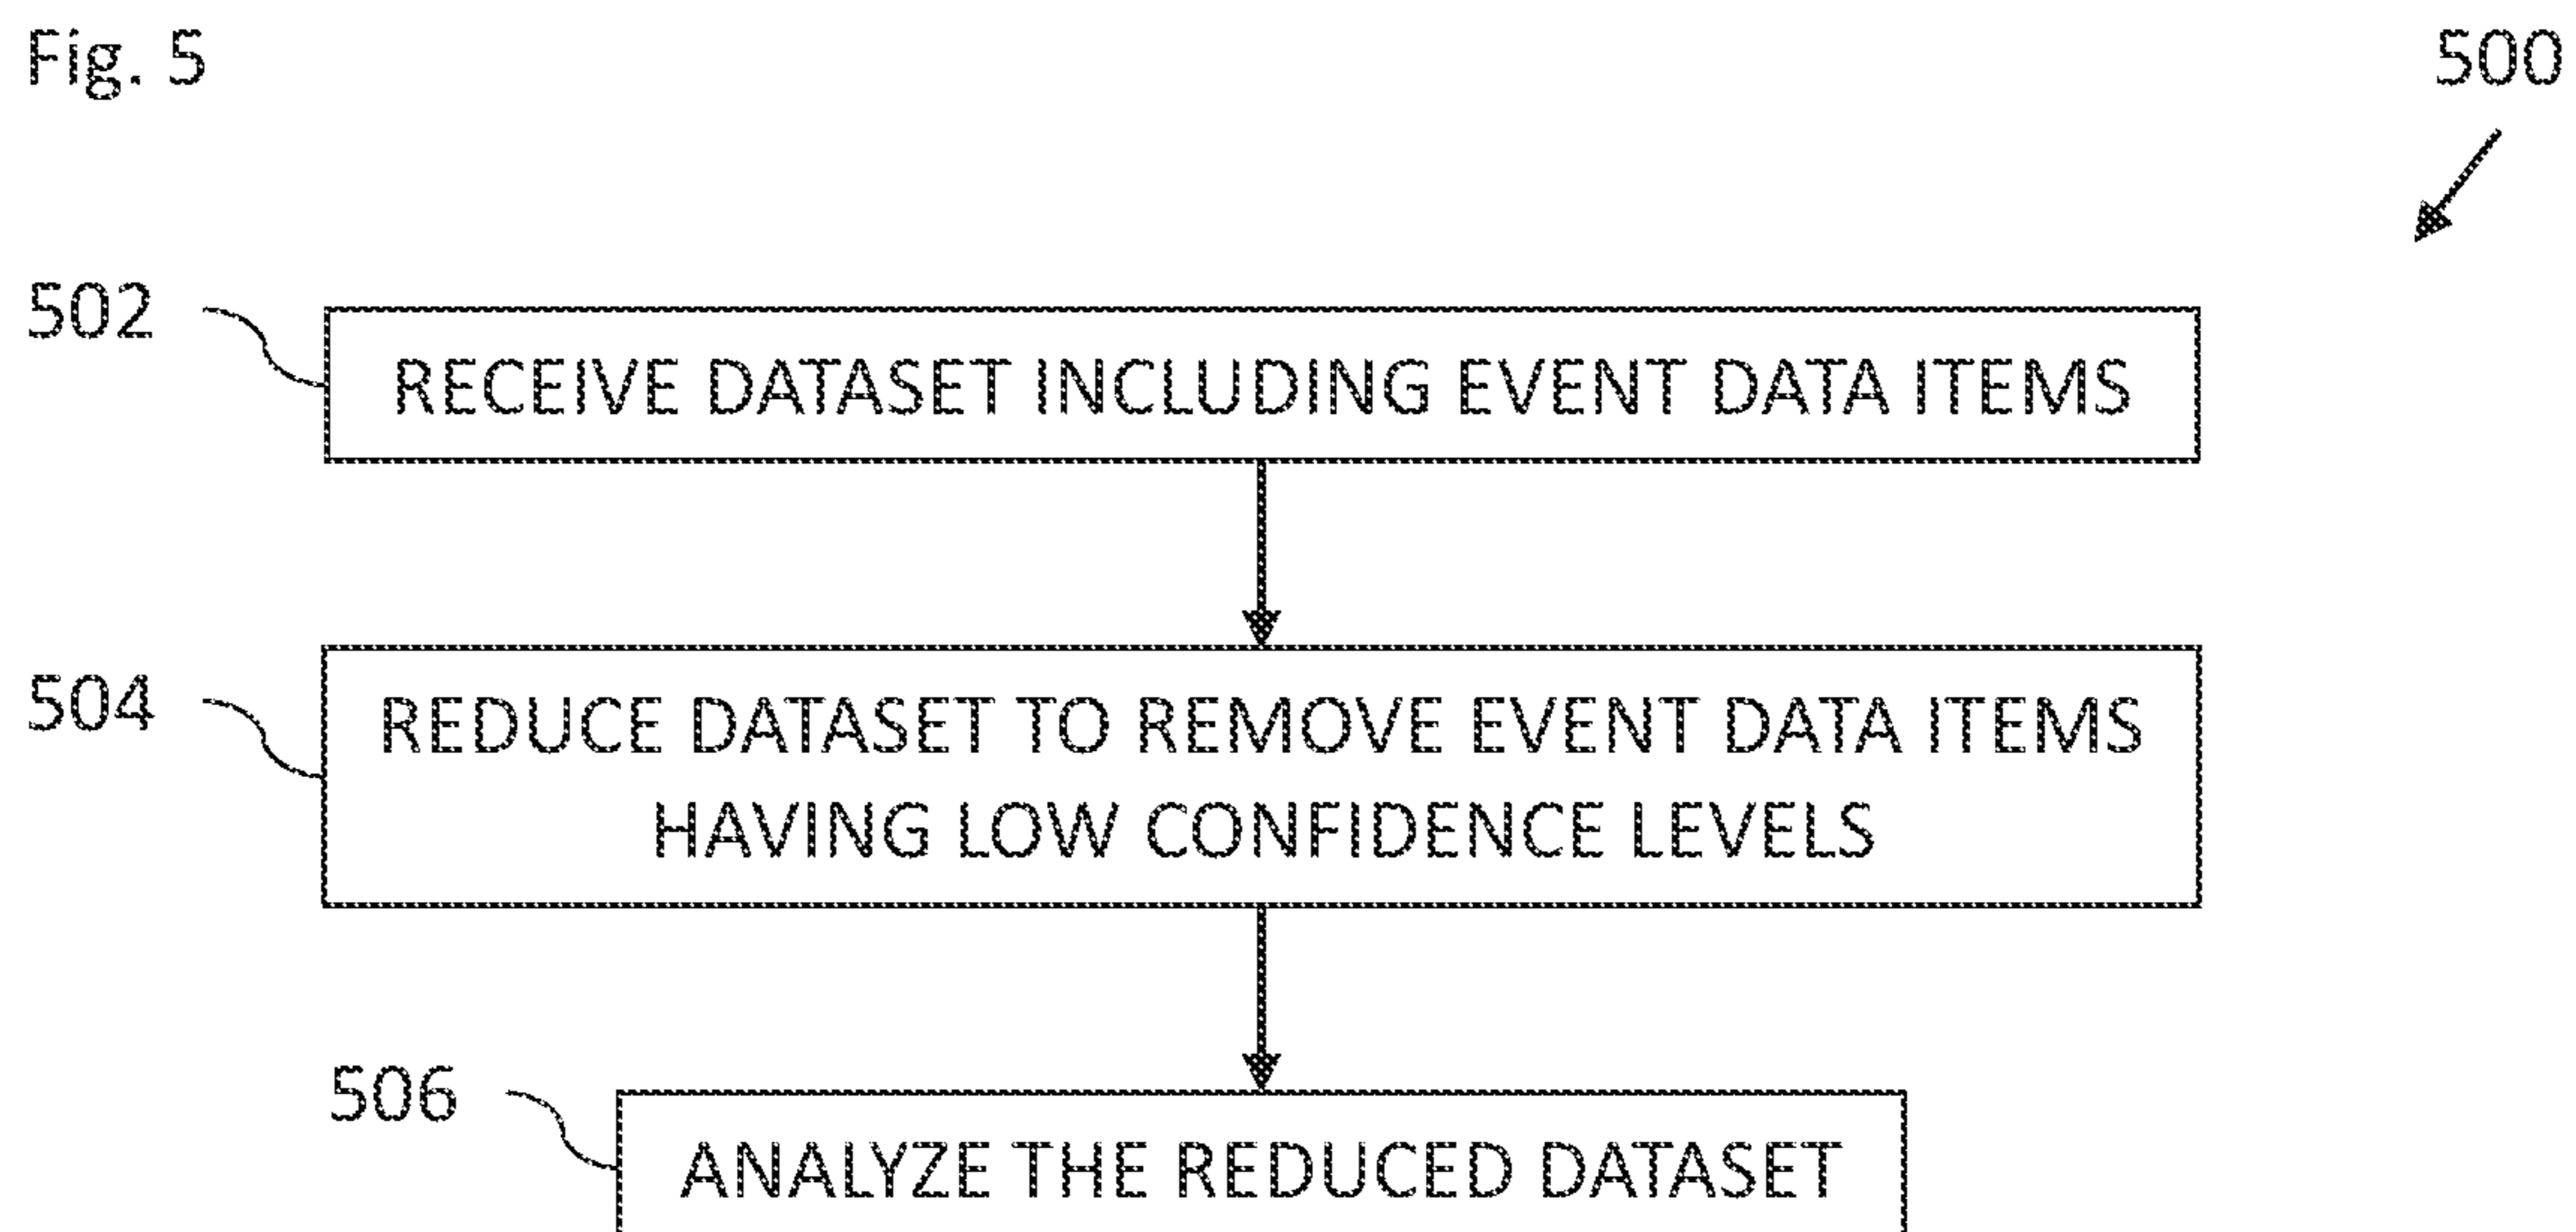 Fig. 5
500
502
RECEIVE DATASET INCLUDING EVENT DATA ITEMS
504
REDUCE DATASET TO REMOVE EVENT DATA ITEMS
HAVING LOW CONFIDENCE LEVELS
506
ANALYZE THE REDUCED DATASET